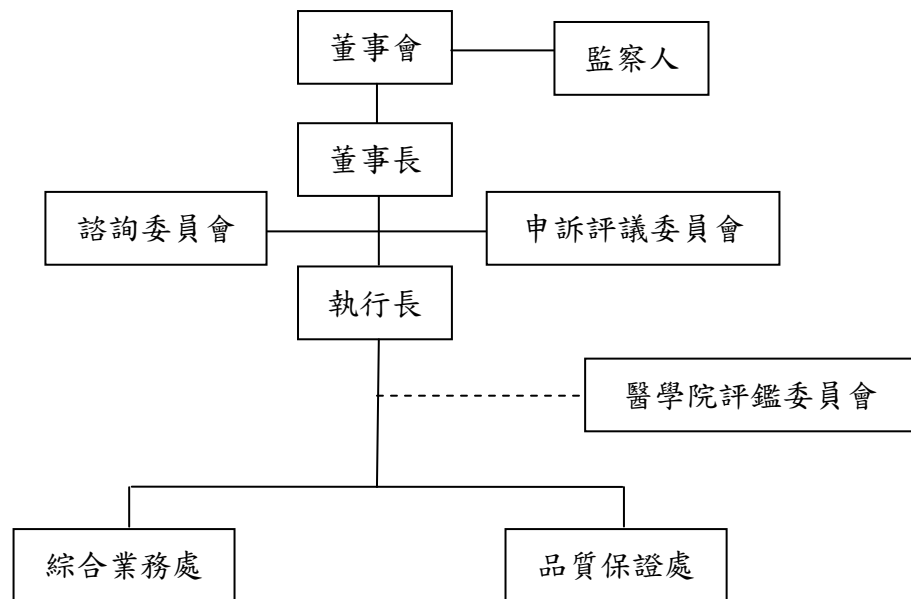 董事會
監察人
董事長
諮詢委員會
申訴評議委員會
執行長
醫學院評鑑委員會
綜合業務處
品質保證處